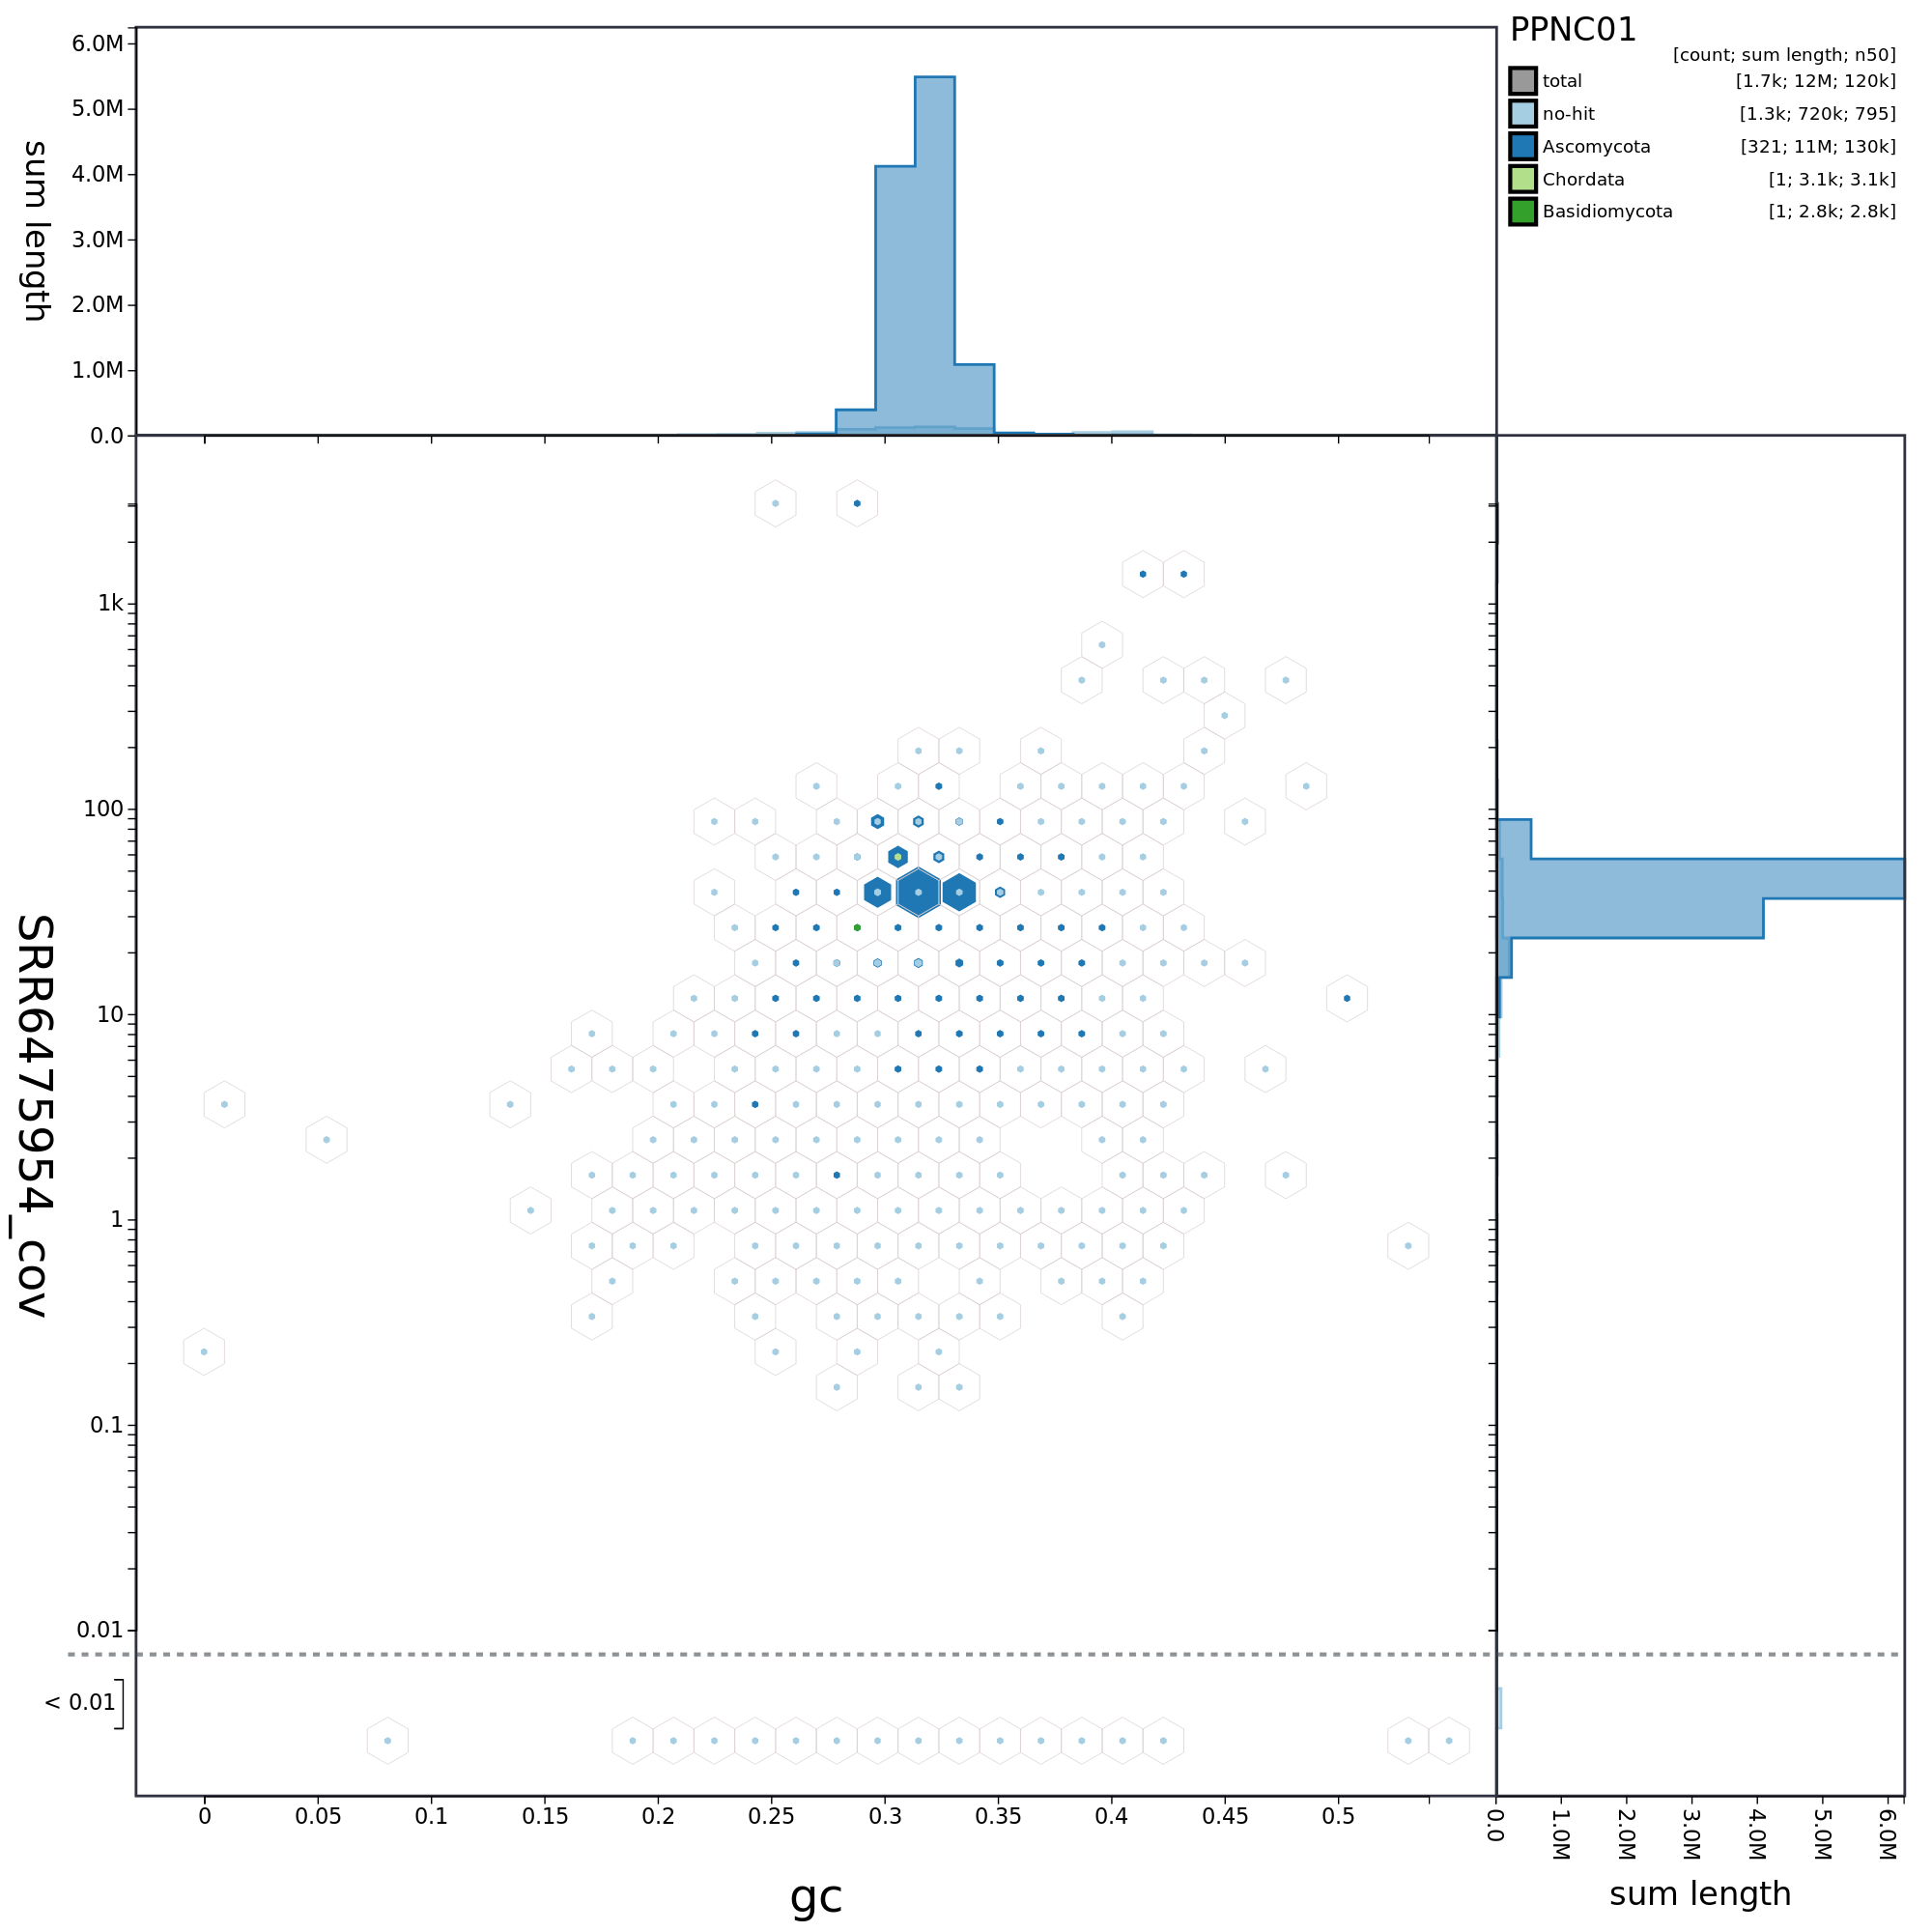 PPNC01
[count; sum length; n50]
total [1.7k; 12M; 120k]
no-hit [1.3k; 720k; 795]
Ascomycota [321; 11M; 130k]
Chordata [1; 3.1k; 3.1k]
Basidiomycota [1; 2.8k; 2.8k]
sum length
6.0M
5.0M
4.0M
3.0M
2.0M
1.0M
0.0
SRR6475954_cov
1k
100
10
1
0.1
0.01
< 0.01
0 0.05 0.1 0.15 0.2 0.25 0.3 0.35 0.4 0.45 0.5
gc
0.0 1.0M 2.0M 3.0M 4.0M 5.0M 6.0M
sum length